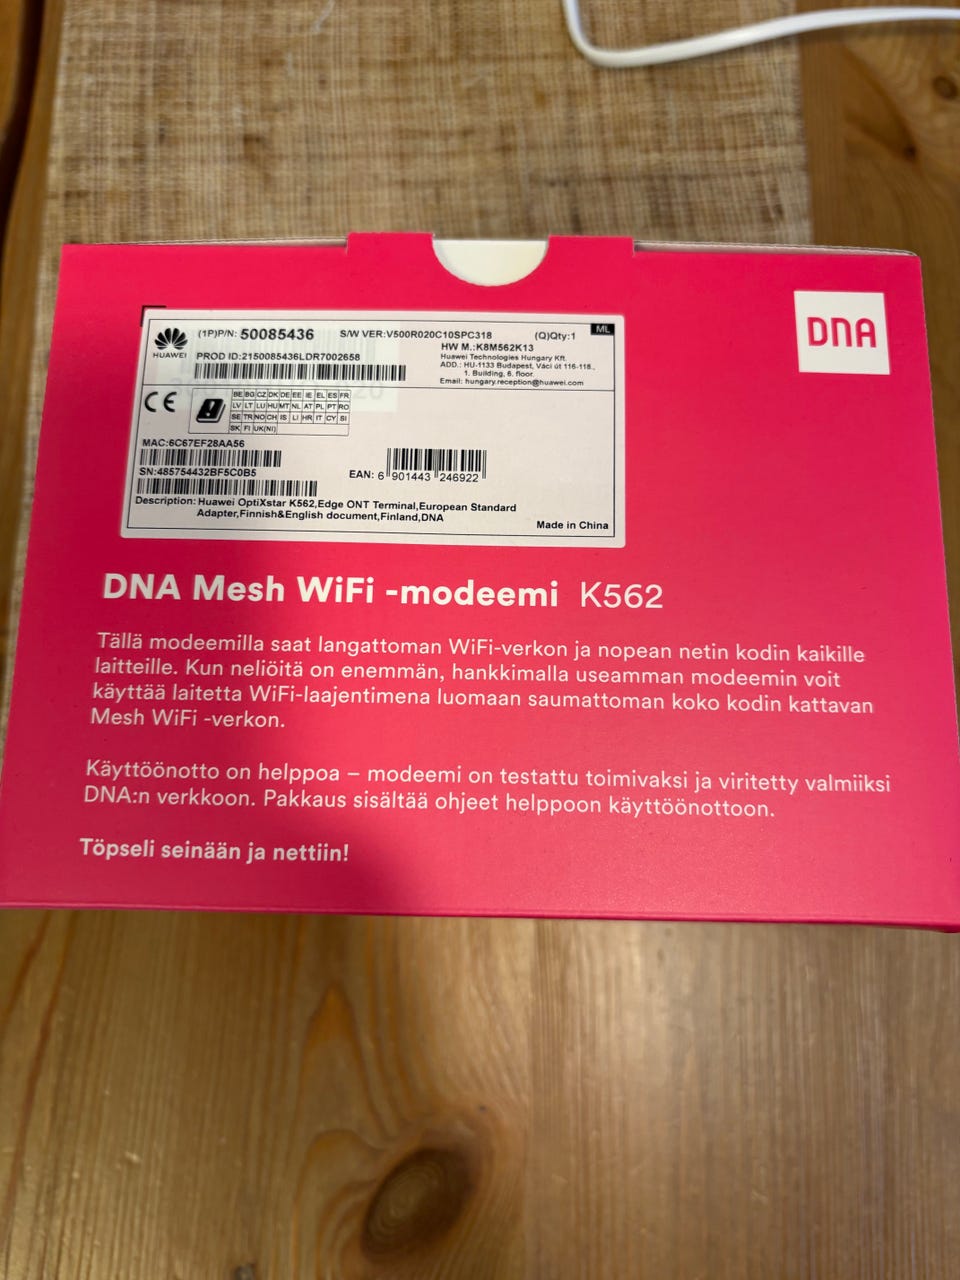 HUAWEI
(1P)P/N: 50085436 S/W VER:V500R020C10SPC318 (Q)Qty:1 ML
PROD ID:2150085436LDR7002658
HW M.:K8M562K13
Huawei Technologies Hungary Kft.
ADD.: HU-1133 Budapest, Váci út 116-118.,
1. Building, 6. floor.
Email: hungary.reception@huawei.com
CE
BE BG CZ DK DE EE IE EL ES FR
LV LT LU HU MT NL AT PL PT RO
SE TR NO CH IS LI HR IT CY SI
SK FI UK(NI)
MAC:6C67EF28AA56
SN:485754432BF5C0B5
EAN: 6 901443 246922
Description: Huawei OptiXstar K562,Edge ONT Terminal,European Standard
Adapter,Finnish&English document,Finland,DNA
Made in China
DNA
DNA Mesh WiFi -modeemi K562
Tällä modeemilla saat langattoman WiFi-verkon ja nopean netin kodin kaikille
laitteille. Kun neliöitä on enemmän, hankkimalla useamman modeemin voit
käyttää laitetta WiFi-laajentimena luomaan saumattoman koko kodin kattavan
Mesh WiFi -verkon.
Käyttöönotto on helppoa – modeemi on testattu toimivaksi ja viritetty valmiiksi
DNA:n verkkoon. Pakkaus sisältää ohjeet helppoon käyttöönottoon.
Töpseli seinään ja nettiin!